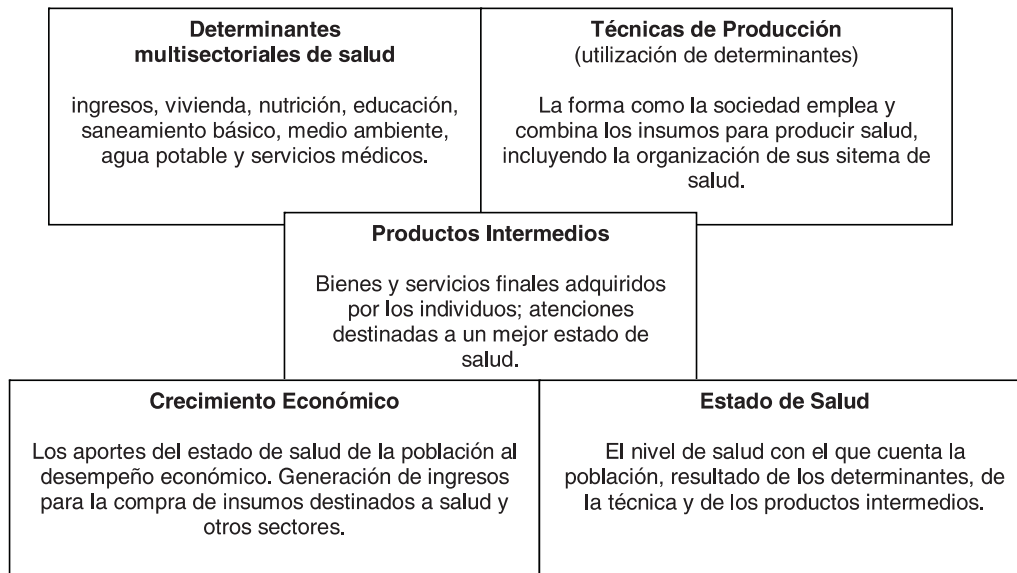 Determinantes
multisectoriales de salud
ingresos, vivienda, nutrición, educación,
saneamiento básico, medio ambiente,
agua potable y servicios médicos.
Técnicas de Producción
(utilización de determinantes)
La forma como la sociedad emplea y
combina los insumos para producir salud,
incluyendo la organización de sus sitema de
salud.
Productos Intermedios
Bienes y servicios finales adquiridos
por los individuos; atenciones
destinadas a un mejor estado de
salud.
Crecimiento Económico
Los aportes del estado de salud de la población al
desempeño económico. Generación de ingresos
para la compra de insumos destinados a salud y
otros sectores.
Estado de Salud
El nivel de salud con el que cuenta la
población, resultado de los determinantes, de
la técnica y de los productos intermedios.